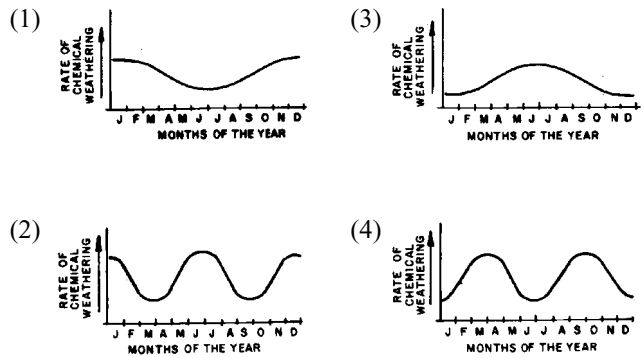 (1)
RATE OF
CHEMICAL
WEATHERING
J F M A M J J A S O N D
MONTHS OF THE YEAR
(3)
RATE OF
CHEMICAL
WEATHERING
J F M A M J J A S O N D
MONTHS OF THE YEAR
(2)
RATE OF
CHEMICAL
WEATHERING
J F M A M J J A S O N D
MONTHS OF THE YEAR
(4)
RATE OF
CHEMICAL
WEATHERING
J F M A M J J A S O N D
MONTHS OF THE YEAR